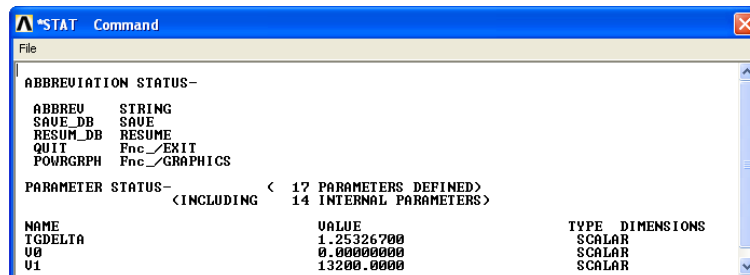 *STAT Command
File
ABBREVIATION STATUS-
ABBREV STRING
SAVE_DB SAVE
RESUM_DB RESUME
QUIT Fnc_/EXIT
POWRGRPH Fnc_/GRAPHICS
PARAMETER STATUS- ( 17 PARAMETERS DEFINED)
(INCLUDING 14 INTERNAL PARAMETERS)
NAME VALUE TYPE DIMENSIONS
TGDELTA 1.25326700 SCALAR
V0 0.00000000 SCALAR
V1 13200.0000 SCALAR